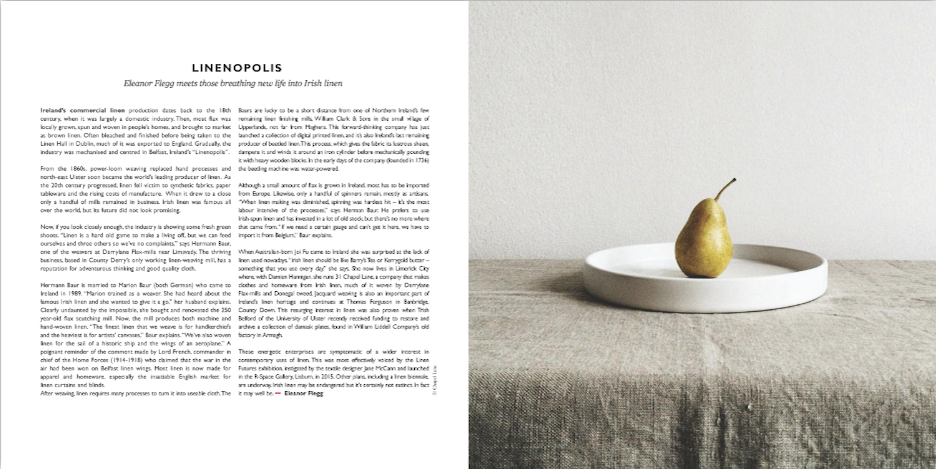 LINENOPOLIS
Eleanor Flegg meets those breathing new life into Irish linen
Ireland's commercial linen production dates back to the 18th
century, when it was largely a domestic industry. Then, most flax was
locally grown, spun and woven in people's homes, and brought to market
as brown linen. Often bleached and finished before being taken to the
Linen Hall in Dublin, much of it was exported to England. Gradually, the
industry was mechanised and centred in Belfast, Ireland's "Linenopolis".
From the 1860s, power-loom weaving replaced hand processes and
north-east Ulster soon became the world's leading producer of linen. As
the 20th century progressed, linen fell victim to synthetic fabrics, paper
tableware and the rising costs of manufacture. When it drew to a close
only a handful of mills remained in business. Irish linen was famous all
over the world, but its future did not look promising.
Now, if you look closely enough, the industry is showing some fresh green
shoots. "Linen is a hard old game to make a living off, but we can feed
ourselves and three others so we've no complaints," says Hermann Baur,
one of the weavers at Derrylane Flax-mills near Limavady. The thriving
business, based in County Derry's only working linen-weaving mill, has a
reputation for adventurous thinking and good quality cloth.
Hermann Baur is married to Marion Baur (both German) who came to
Ireland in 1989. "Marion trained as a weaver. She had heard about the
famous Irish linen and she wanted to give it a go," her husband explains.
Clearly undaunted by the impossible, she bought and renovated the 250
year-old flax scutching mill. Now, the mill produces both machine and
hand-woven linen. "The finest linen that we weave is for handkerchiefs
and the heaviest is for artists' canvases," Baur explains. "We've also woven
linen for the sail of a historic ship and the wings of an aeroplane." A
poignant reminder of the comment made by Lord French, commander in
chief of the Home Forces (1914-1918) who claimed that the war in the
air had been won on Belfast linen wings. Most linen is now made for
apparel and homeware, especially the insatiable English market for
linen curtains and blinds.
After weaving, linen requires many processes to turn it into useable cloth. The
Baurs are lucky to be a short distance from one of Northern Ireland's few
remaining linen finishing mills, William Clark & Sons in the small village of
Upperlands, not far from Maghera. This forward-thinking company has just
launched a collection of digital printed linen, and it's also Ireland's last remaining
producer of beetled linen. This process, which gives the fabric its lustrous sheen,
dampens it and winds it around an iron cylinder before mechanically pounding
it with heavy wooden blocks. In the early days of the company (founded in 1736)
the beetling machine was water-powered.
Although a small amount of flax is grown in Ireland, most has to be imported
from Europe. Likewise, only a handful of spinners remain, mostly as artisans.
"When linen making was diminished, spinning was hardest hit – it's the most
labour intensive of the processes," says Herman Baur. He prefers to use
Irish-spun linen and has invested in a lot of old stock, but there's no more where
that came from. "If we need a certain gauge and can't get it here, we have to
import it from Belgium," Baur explains.
When Australian-born Joi Fu came to Ireland she was surprised at the lack of
linen used nowadays. "Irish linen should be like Barry's Tea or Kerrygold butter –
something that you use every day," she says. She now lives in Limerick City
where, with Damien Hannigan, she runs 31 Chapel Lane, a company that makes
clothes and homeware from Irish linen, much of it woven by Derrylane
Flax-mills and Donegal tweed. Jacquard weaving is also an important part of
Ireland's linen heritage and continues at Thomas Ferguson in Banbridge,
County Down. This resurging interest in linen was also proven when Trish
Belford of the University of Ulster recently received funding to restore and
archive a collection of damask plates, found in William Liddell Company's old
factory in Armagh.
These energetic enterprises are symptomatic of a wider interest in
contemporary uses of linen. This was most effectively voiced by the Linen
Futures exhibition, instigated by the textile designer Jane McCann and launched
in the R-Space Gallery, Lisburn, in 2015. Other plans, including a linen biennale,
are underway. Irish linen may be endangered but it's certainly not extinct. In fact
it may well be. Eleanor Flegg